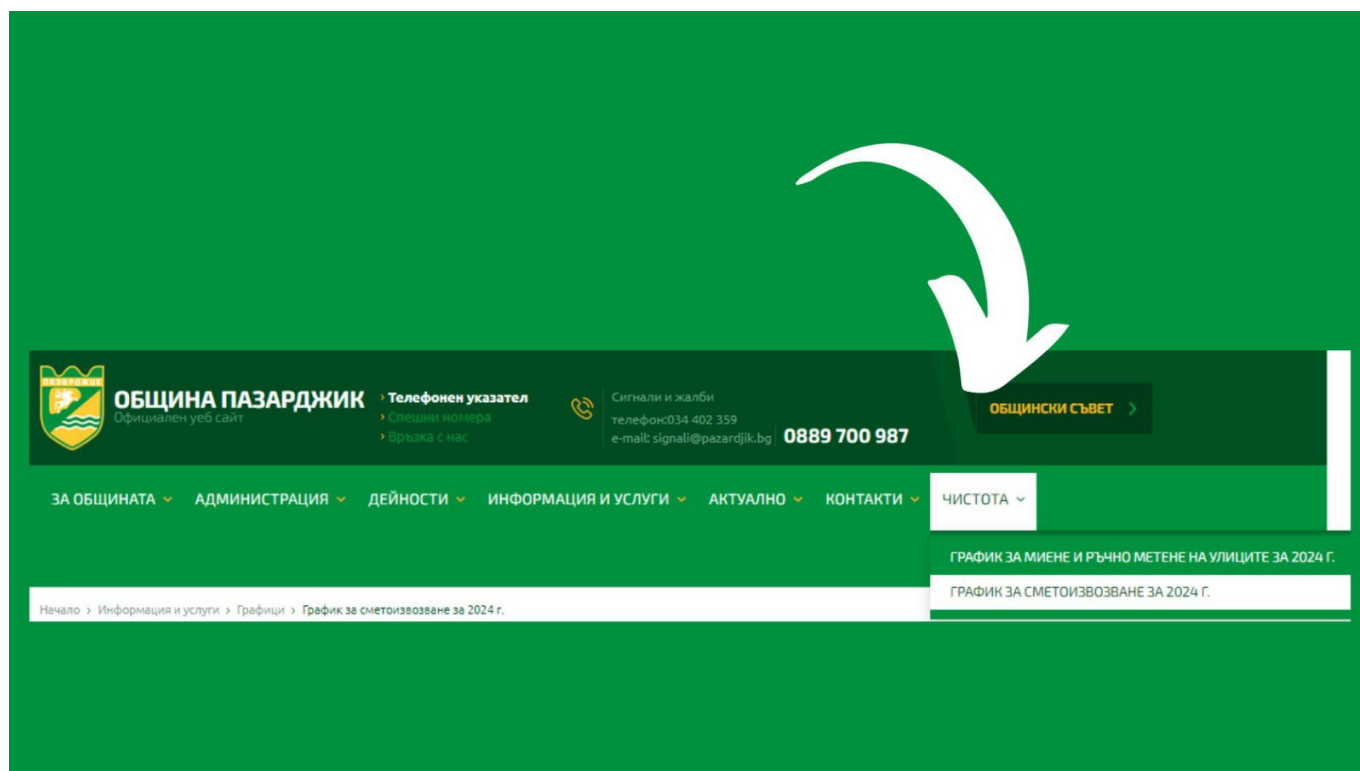 ПАЗАРДЖИК
ОБЩИНА ПАЗАРДЖИК
Официален уеб сайт
Телефонен указател
Спешни номера
Връзка с нас
Сигнали и жалби
телефон:034 402 359
e-mail: signali@pazardjik.bg
0889 700 987
ОБЩИНСКИ СЪВЕТ
ЗА ОБЩИНАТА АДМИНИСТРАЦИЯ ДЕЙНОСТИ ИНФОРМАЦИЯ И УСЛУГИ АКТУАЛНО КОНТАКТИ ЧИСТОТА
ГРАФИК ЗА МИЕНЕ И РЪЧНО МЕТЕНЕ НА УЛИЦИТЕ ЗА 2024 Г.
ГРАФИК ЗА СМЕТОИЗВОЗВАНЕ ЗА 2024 Г.
Начало > Информация и услуги > Графици > График за сметоизвозване за 2024 г.